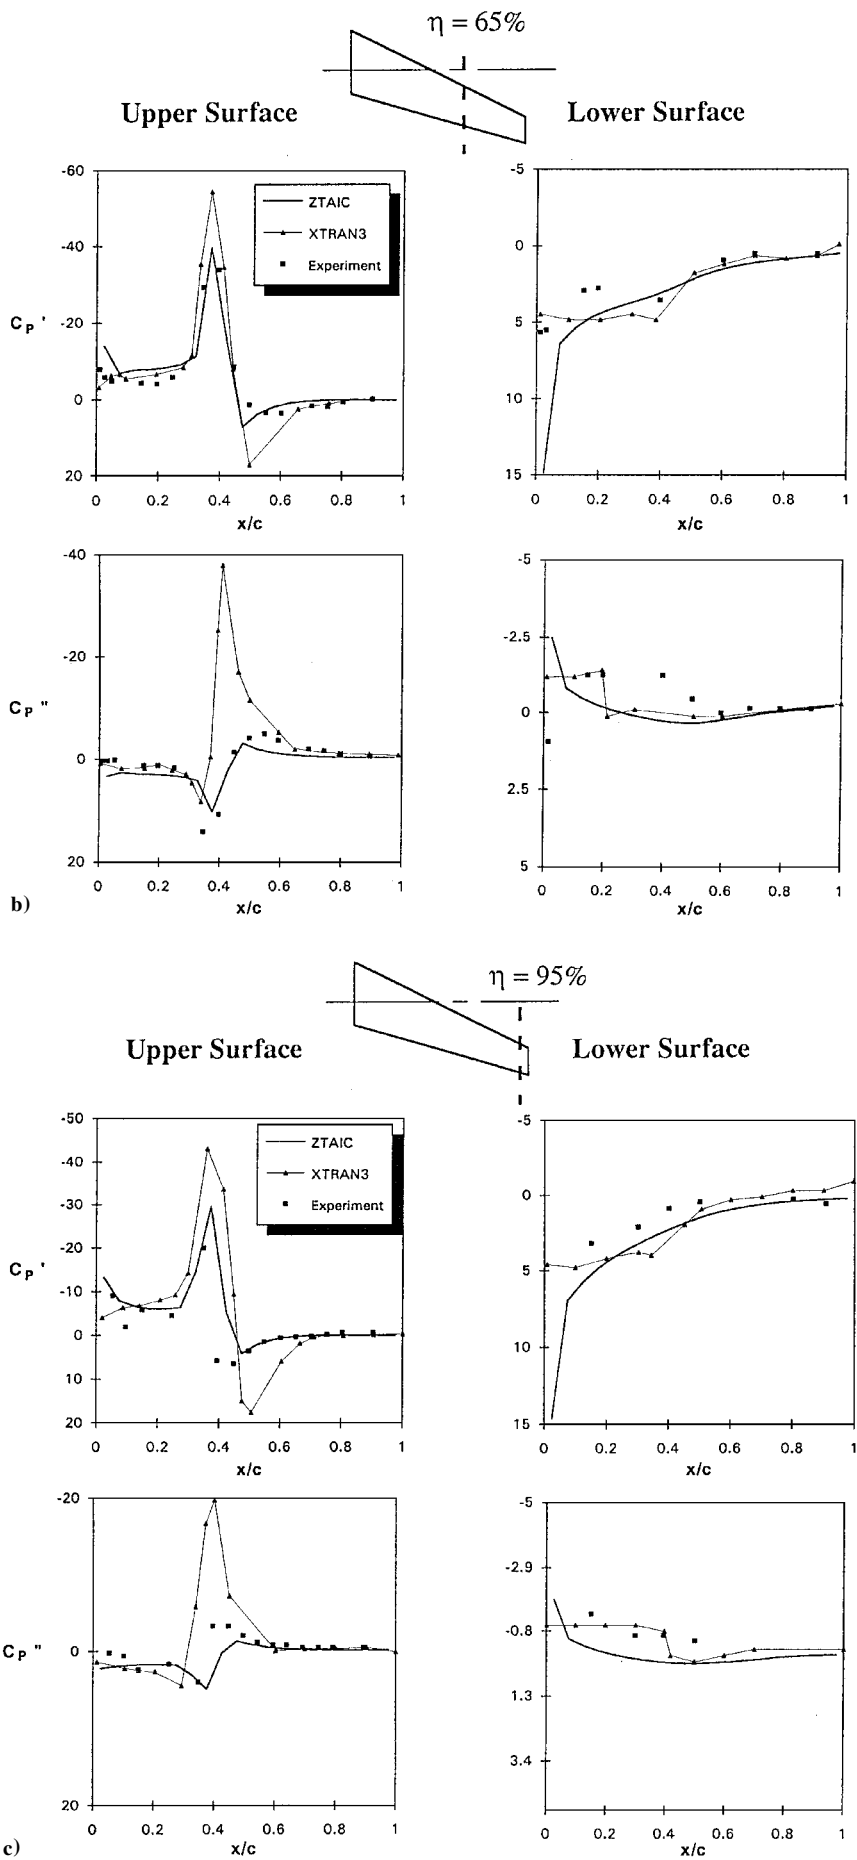 η = 65%
Upper Surface
Lower Surface
-60
-40
-20
0
20
C_P '
ZTAIC
XTRAN3
Experiment
0 0.2 0.4 0.6 0.8 1
x/c
-5
0
5
10
15
0 0.2 0.4 0.6 0.8 1
x/c
-40
-20
0
20
C_P "
0 0.2 0.4 0.6 0.8 1
x/c
-5
-2.5
0
2.5
5
0 0.2 0.4 0.6 0.8 1
x/c
b)
η = 95%
Upper Surface
Lower Surface
-50
-40
-30
-20
-10
0
10
20
C_P '
ZTAIC
XTRAN3
Experiment
0 0.2 0.4 0.6 0.8 1
x/c
-5
0
5
10
15
0 0.2 0.4 0.6 0.8 1
x/c
-20
0
20
C_P "
0 0.2 0.4 0.6 0.8 1
x/c
-5
-2.9
-0.8
1.3
3.4
0 0.2 0.4 0.6 0.8 1
x/c
c)